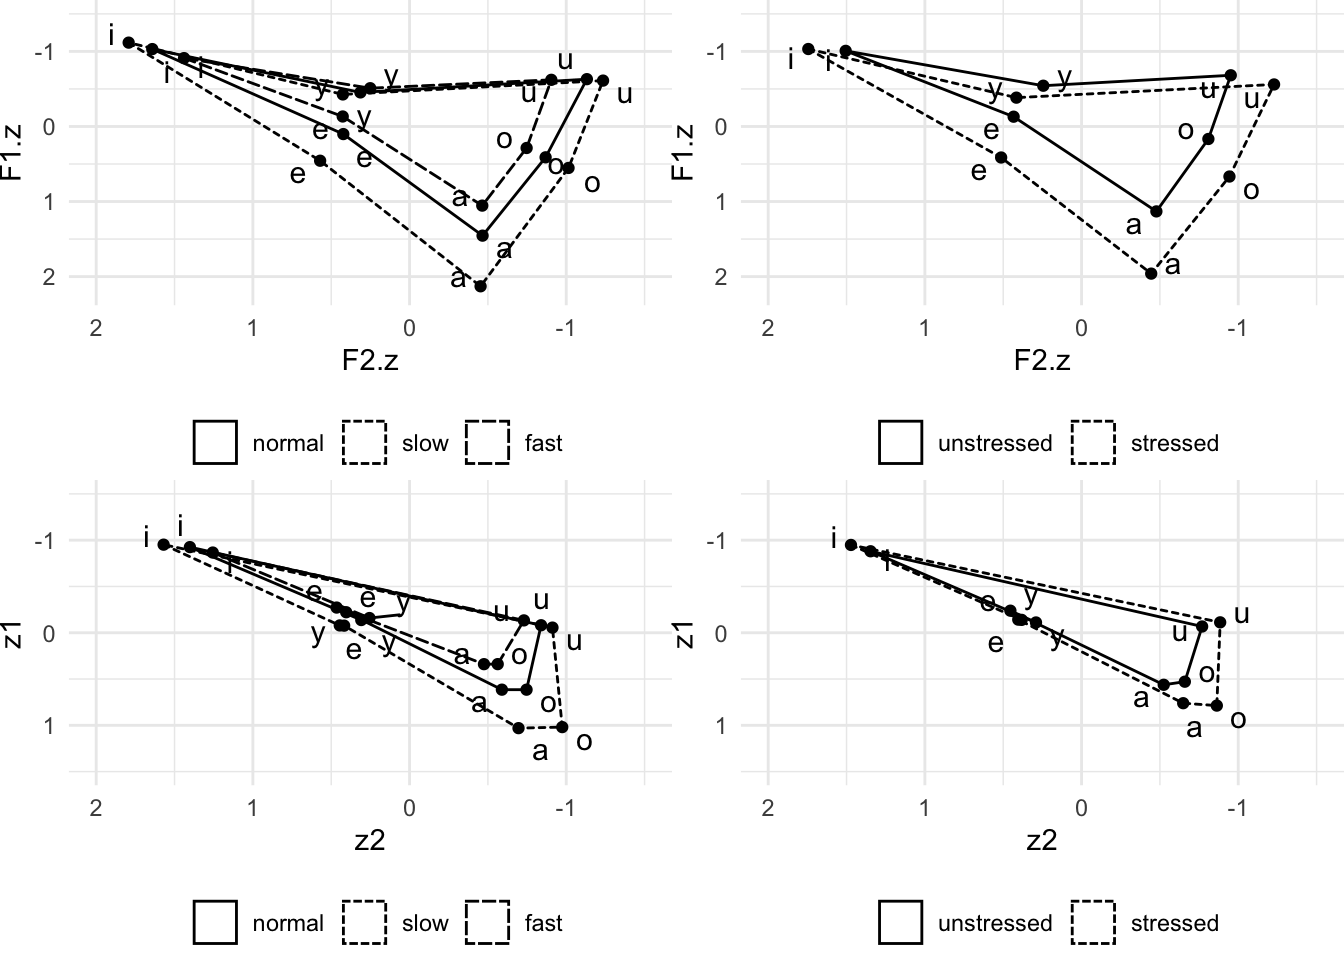 i
u
i
i
y
y
u
u
y
e
o
e
o
e
o
a
a
a
F1.z
-1
0
1
2
2
1
0
-1
F2.z
normal
slow
fast
i
i
y
y
u
u
e
o
e
o
a
a
F1.z
-1
0
1
2
2
1
0
-1
F2.z
unstressed
stressed
i
i
i
e
e
y
u
u
u
y
e
y
a
o
a
o
a
o
z1
-1
0
1
2
1
0
-1
z2
normal
slow
fast
i
i
e
y
u
u
e
y
a
o
a
o
z1
-1
0
1
2
1
0
-1
z2
unstressed
stressed